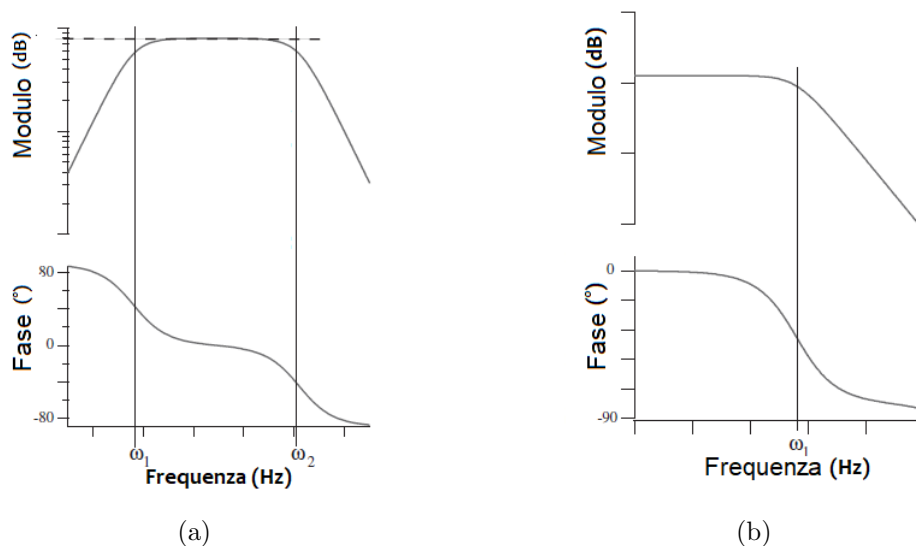 Modulo (dB)
80
0
-80
Fase (°)
ω1
ω2
Frequenza (Hz)
(a)
Modulo (dB)
0
-90
Fase (°)
ω1
Frequenza (Hz)
(b)